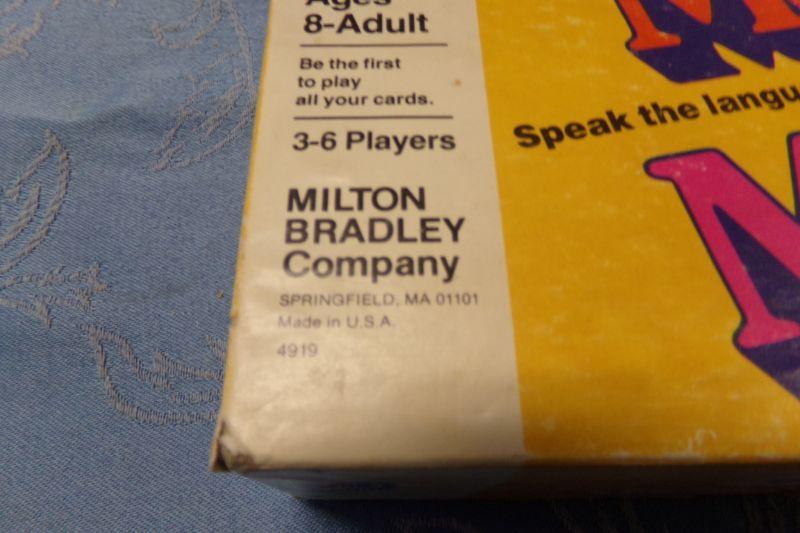 Ages
8-Adult
Be the first
to play
all your cards.
3-6 Players
MILTON
BRADLEY
Company
SPRINGFIELD, MA 01101
Made in U.S.A.
4919
Speak the